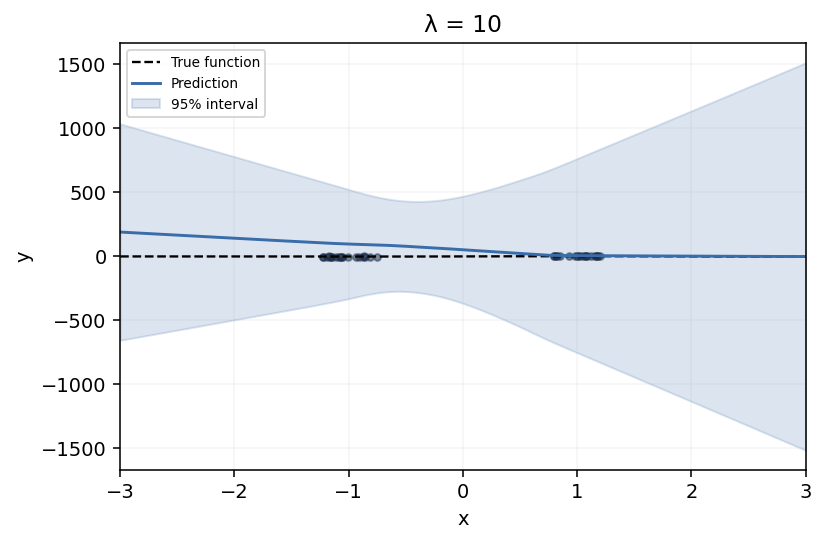 λ = 10
True function
Prediction
95% interval
1500
1000
500
0
−500
−1000
−1500
y
−3 −2 −1 0 1 2 3
x